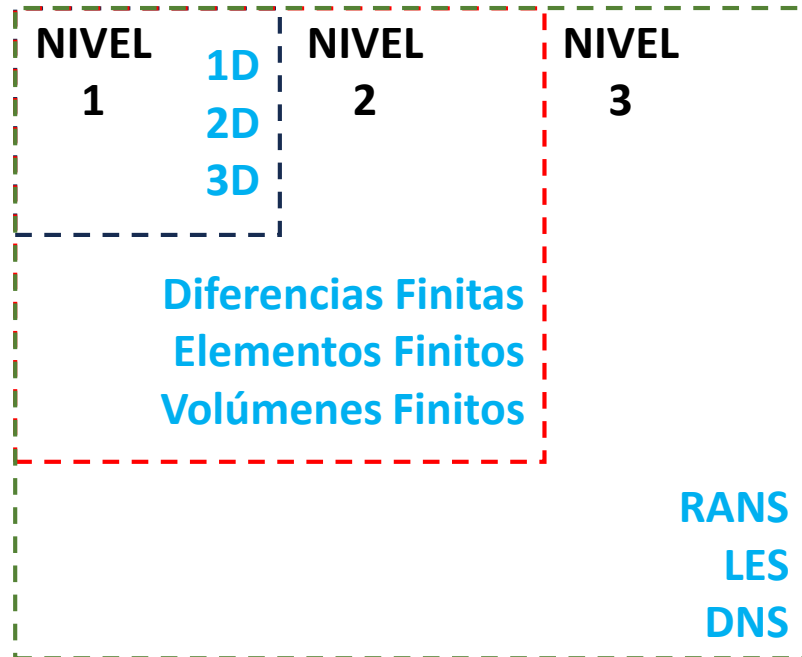 NIVEL
1
1D
2D
3D
NIVEL
2
NIVEL
3
Diferencias Finitas
Elementos Finitos
Volúmenes Finitos
RANS
LES
DNS